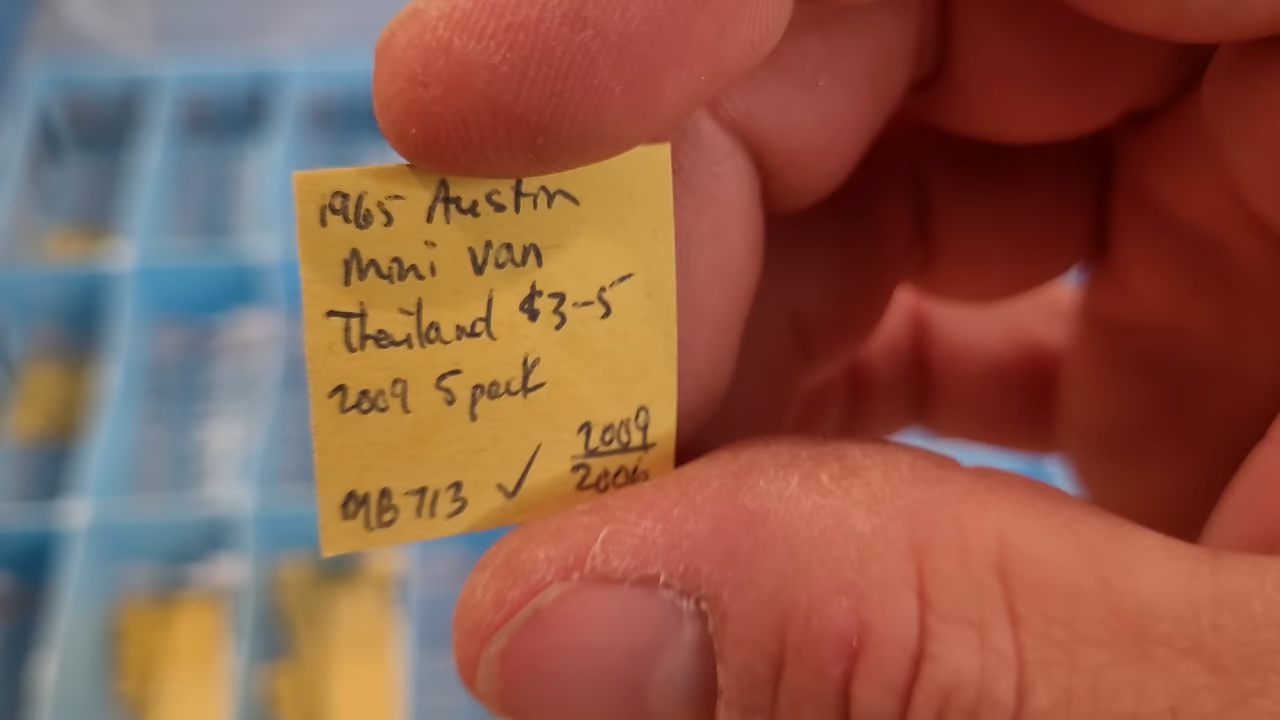 1965 Austin
Mini Van
Thailand $3-5
2009 5 pack
MB713 ✓ 2009
2006